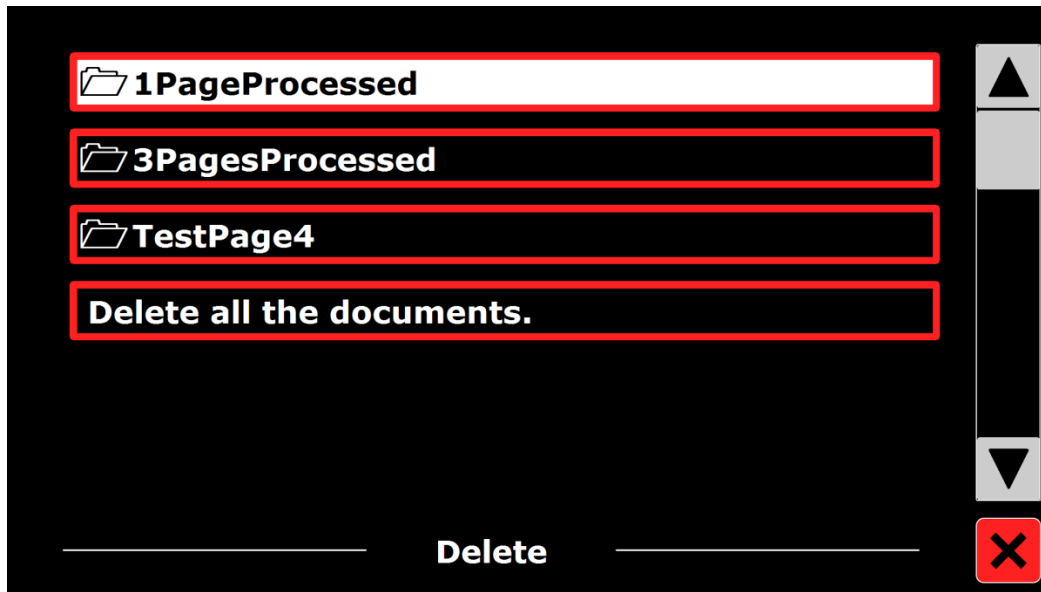 1PageProcessed
3PagesProcessed
TestPage4
Delete all the documents.
Delete